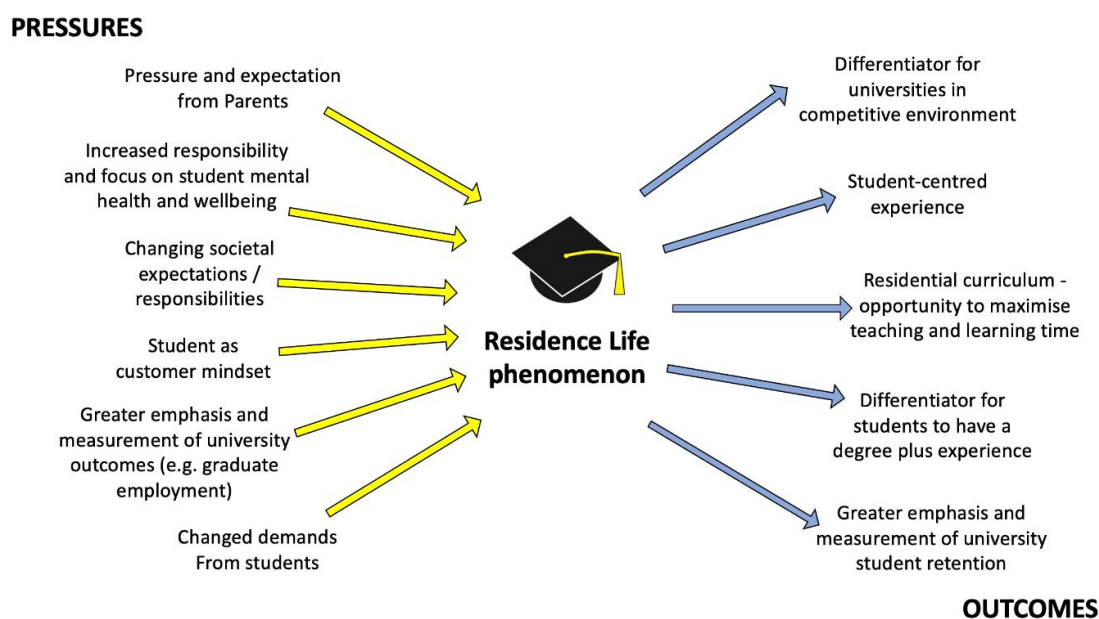 PRESSURES
Pressure and expectation
from Parents
Increased responsibility
and focus on student mental
health and wellbeing
Changing societal
expectations /
responsibilities
Student as
customer mindset
Greater emphasis and
measurement of university
outcomes (e.g. graduate
employment)
Changed demands
From students
Residence Life
phenomenon
Differentiator for
universities in
competitive environment
Student-centred
experience
Residential curriculum -
opportunity to maximise
teaching and learning time
Differentiator for
students to have a
degree plus experience
Greater emphasis and
measurement of university
student retention
OUTCOMES